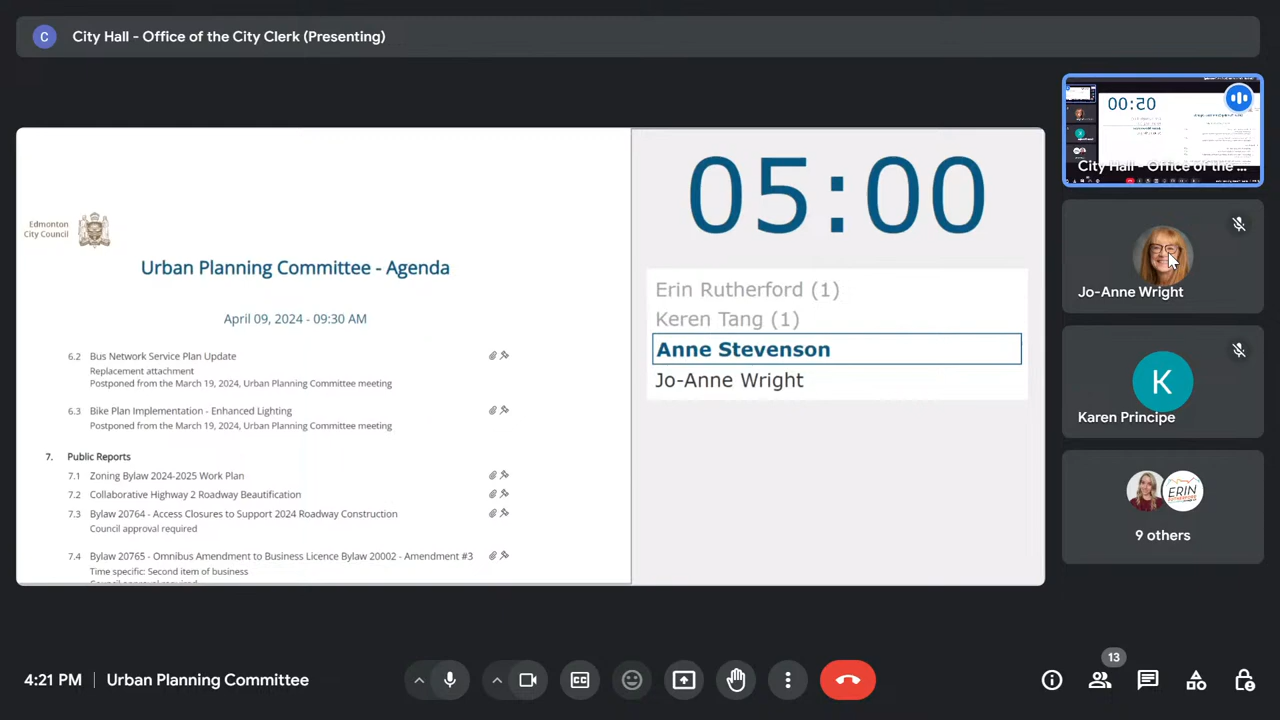 C
City Hall - Office of the City Clerk (Presenting)
Edmonton
City Council
Urban Planning Committee - Agenda
April 09, 2024 - 09:30 AM
6.2 Bus Network Service Plan Update
Replacement attachment
Postponed from the March 19, 2024, Urban Planning Committee meeting
6.3 Bike Plan Implementation - Enhanced Lighting
Postponed from the March 19, 2024, Urban Planning Committee meeting
7. Public Reports
7.1 Zoning Bylaw 2024-2025 Work Plan
7.2 Collaborative Highway 2 Roadway Beautification
7.3 Bylaw 20764 - Access Closures to Support 2024 Roadway Construction
Council approval required
7.4 Bylaw 20765 - Omnibus Amendment to Business Licence Bylaw 20002 - Amendment #3
Time specific: Second item of business
05:00
Erin Rutherford (1)
Keren Tang (1)
Anne Stevenson
Jo-Anne Wright
05:00
City Hall - Office of the ...
Jo-Anne Wright
K
Karen Principe
ERIN
9 others
4:21 PM | Urban Planning Committee
CC
13